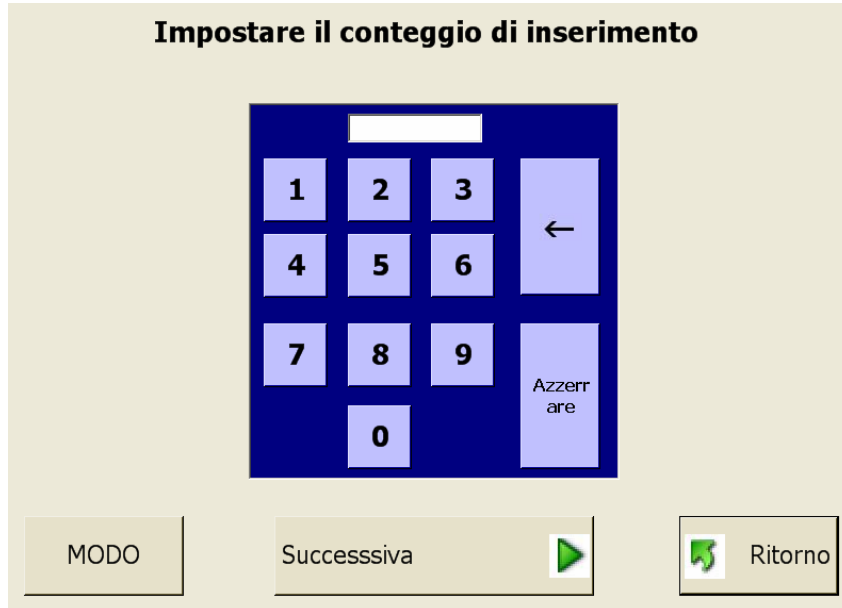 Impostare il conteggio di inserimento
1 2 3
←
4 5 6
7 8 9
Azzerr
are
0
MODO
Successsiva
Ritorno